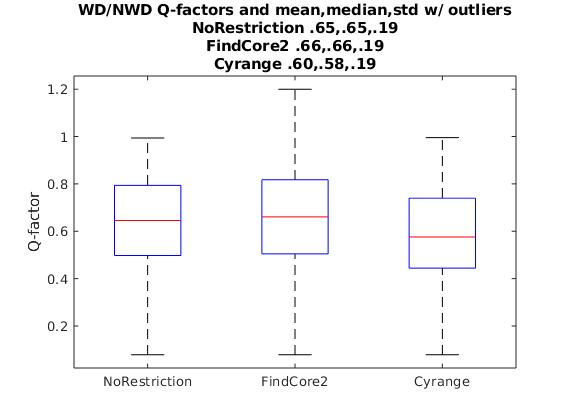 WD/NWD Q-factors and mean,median,std w/ outliers
NoRestriction .65,.65,.19
FindCore2 .66,.66,.19
Cyrange .60,.58,.19
1.2
1
0.8
0.6
0.4
0.2
Q-factor
NoRestriction FindCore2 Cyrange